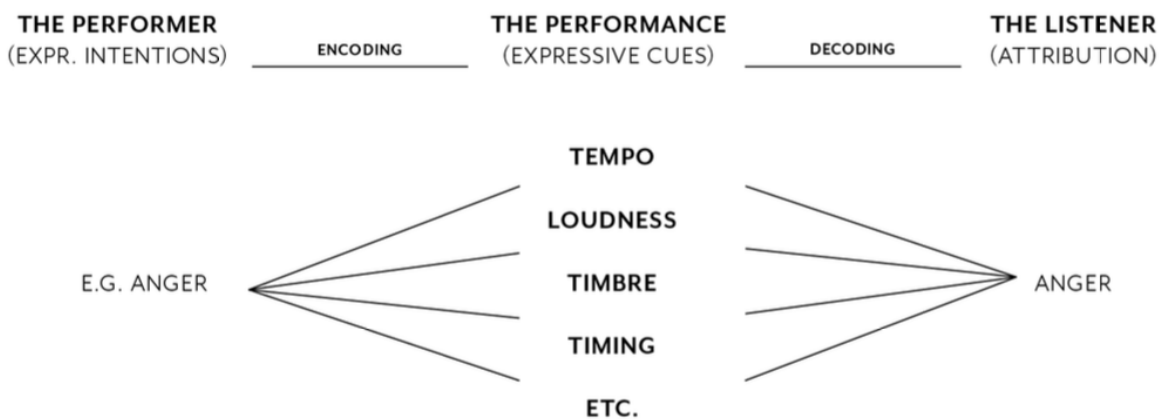 THE PERFORMER
(EXPR. INTENTIONS)
ENCODING
THE PERFORMANCE
(EXPRESSIVE CUES)
DECODING
THE LISTENER
(ATTRIBUTION)
TEMPO
LOUDNESS
E.G. ANGER
TIMBRE
ANGER
TIMING
ETC.